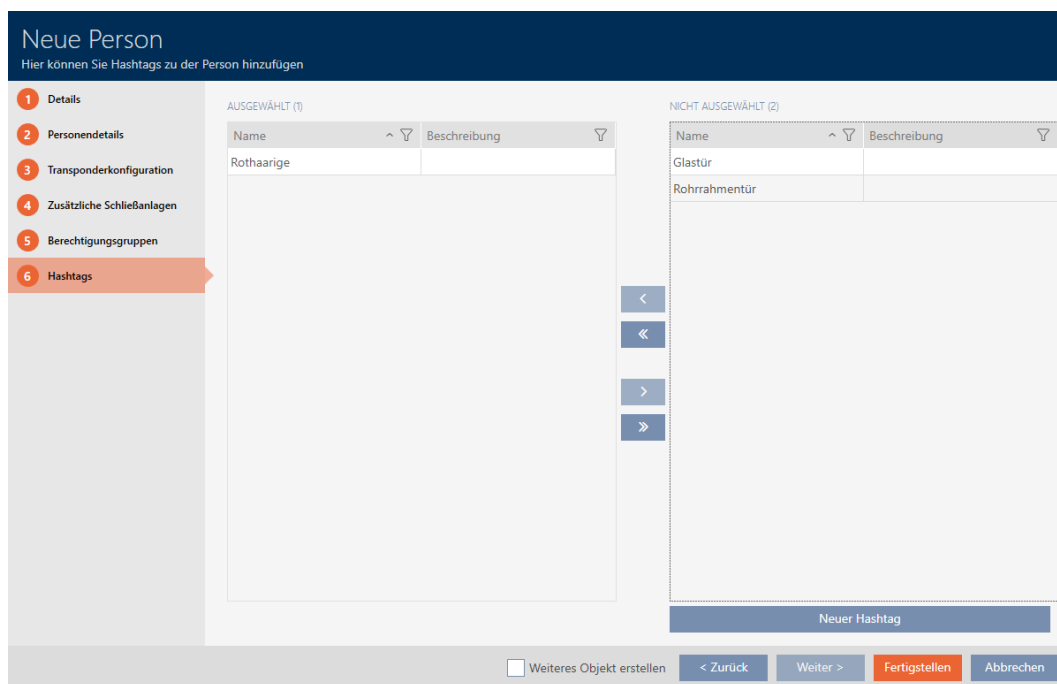 Neue Person
Hier können Sie Hashtags zu der Person hinzufügen
1 Details
2 Personendetails
3 Transponderkonfiguration
4 Zusätzliche Schließanlagen
5 Berechtigungsgruppen
6 Hashtags
AUSGEWÄHLT (1)
Name Beschreibung
Rothaarige
NICHT AUSGEWÄHLT (2)
Name Beschreibung
Glastür
Rohrrahmentür
Neuer Hashtag
Weiteres Objekt erstellen < Zurück Weiter > Fertigstellen Abbrechen